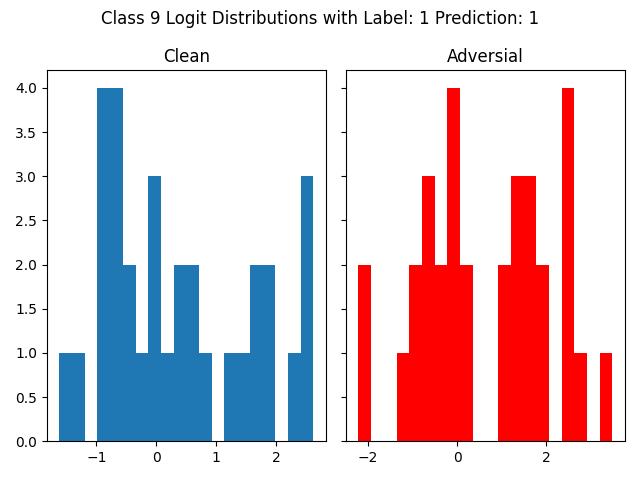 Class 9 Logit Distributions with Label: 1 Prediction: 1
Clean
Adversial
4.0
3.5
3.0
2.5
2.0
1.5
1.0
0.5
0.0
−1 0 1 2
−2 0 2